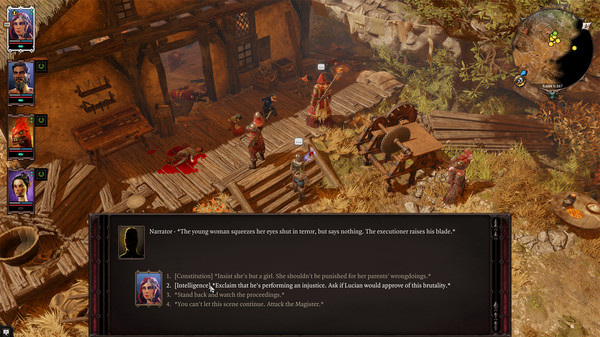 Narrator - *The young woman squeezes her eyes shut in terror, but says nothing. The executioner raises his blade.*
1. [Constitution] *Insist she's but a girl. She shouldn't be punished for her parents' wrongdoings.*
2. [Intelligence] *Exclaim that he's performing an injustice. Ask if Lucian would approve of this brutality.*
3. *Stand back and watch the proceedings.*
4. *You can't let this scene continue. Attack the Magister.*